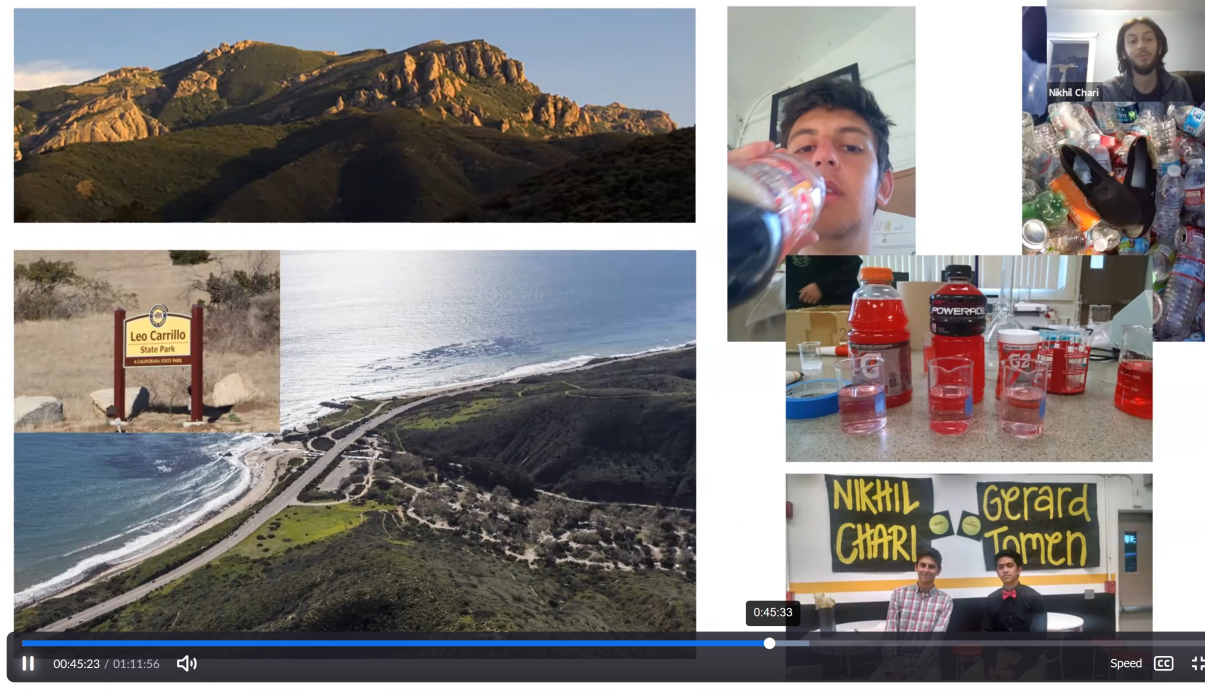 Nikhil Chari
Leo Carrillo
State Park
A CALIFORNIA STATE PARK
POWERADE
G
G2
NIKHIL
CHARI
Gerard
Tomen
0:45:33
00:45:23 / 01:11:56
Speed
CC